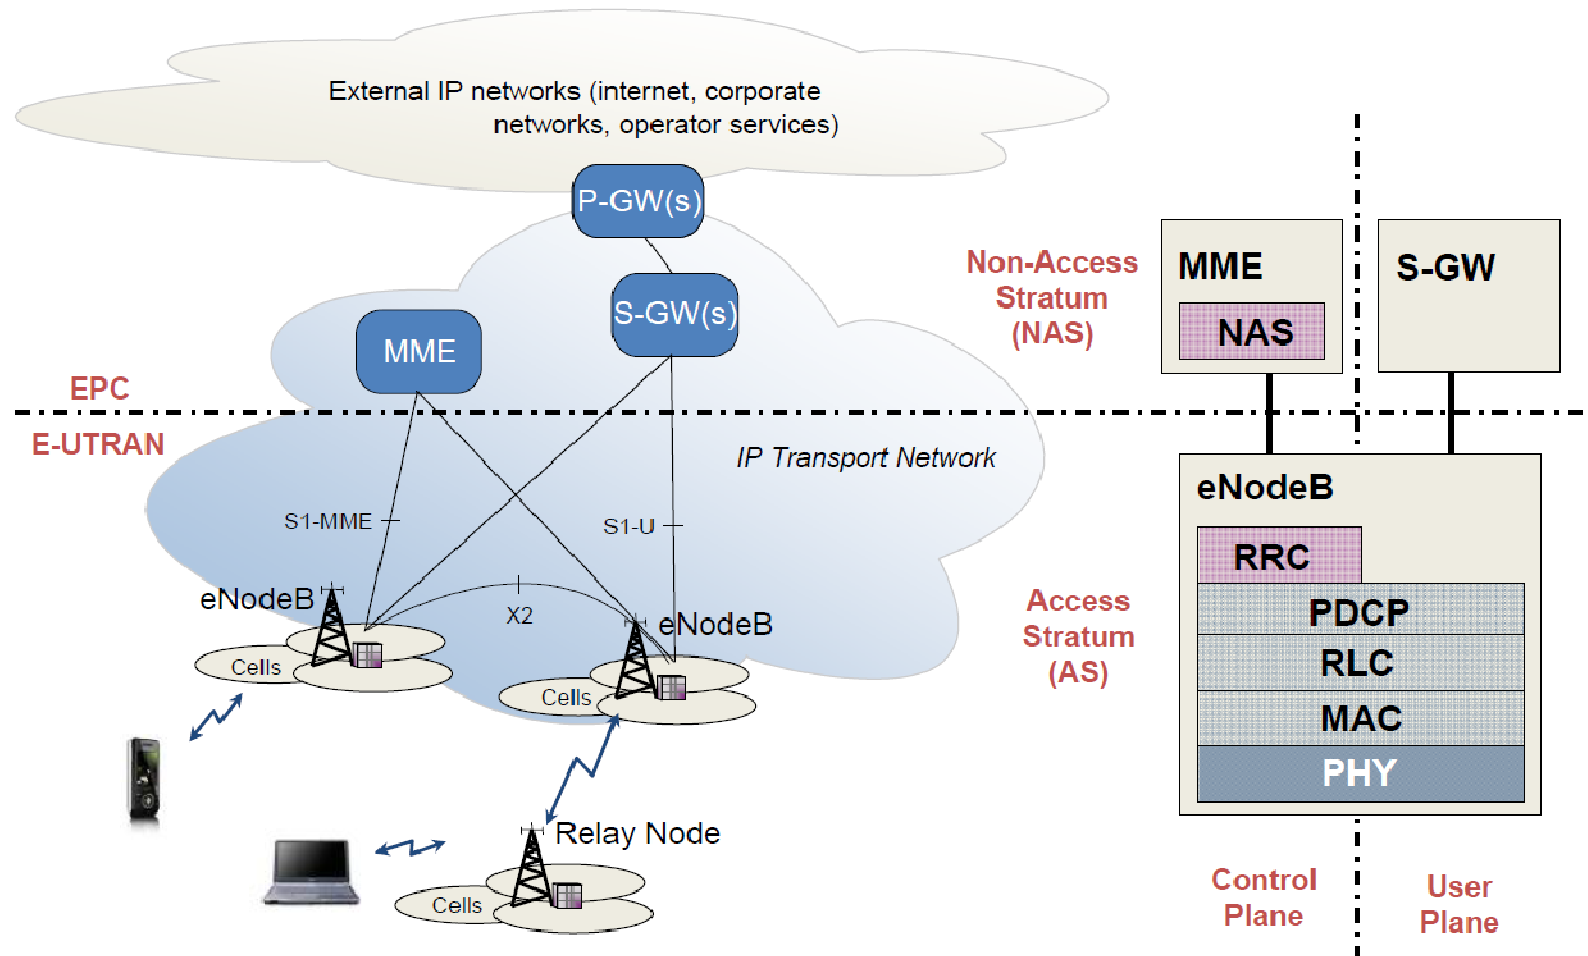 External IP networks (internet, corporate
networks, operator services)
P-GW(s)
S-GW(s)
MME
EPC
E-UTRAN
IP Transport Network
S1-MME
S1-U
eNodeB
X2
eNodeB
Cells
Cells
Relay Node
Cells
Non-Access
Stratum
(NAS)
MME
NAS
S-GW
eNodeB
RRC
PDCP
RLC
MAC
PHY
Access
Stratum
(AS)
Control
Plane
User
Plane